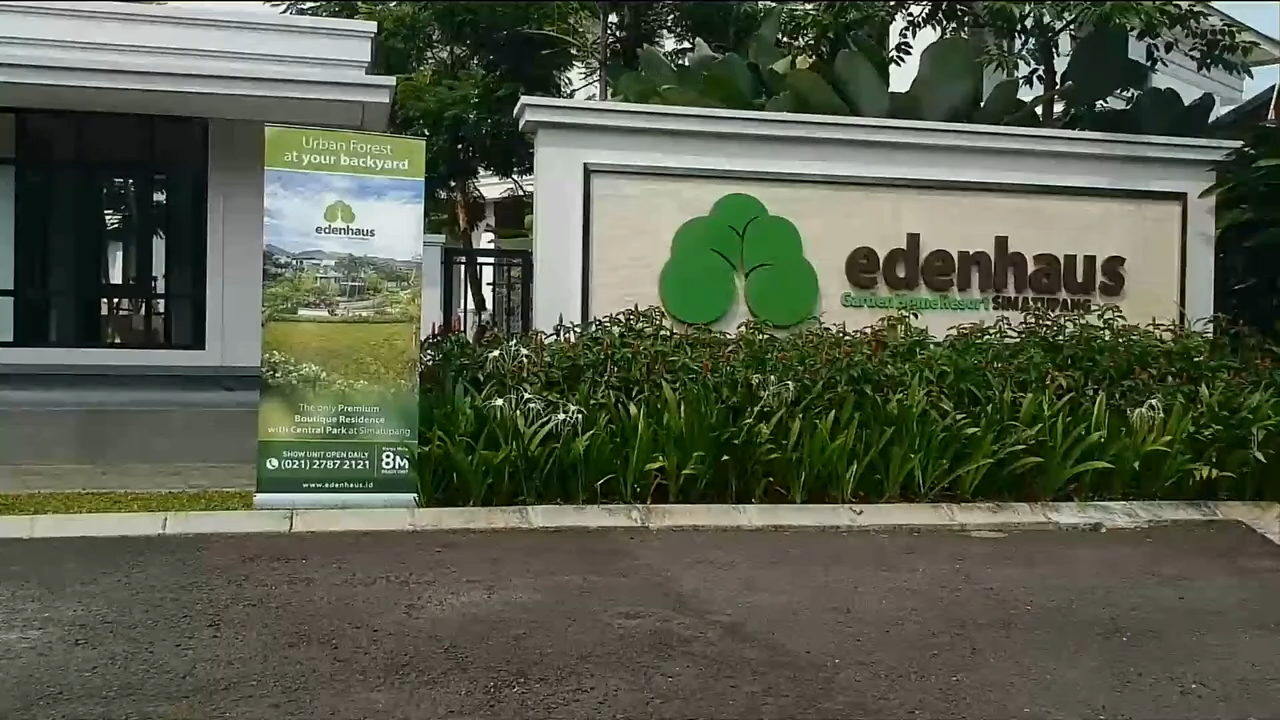 Urban Forest
at your backyard
edenhaus
The only Premium
Boutique Residence
with Central Park at Simatupang
SHOW UNIT OPEN DAILY
(021) 2787 2121
8M
www.edenhaus.id
edenhaus
Garden Home Resort SIMATUPANG